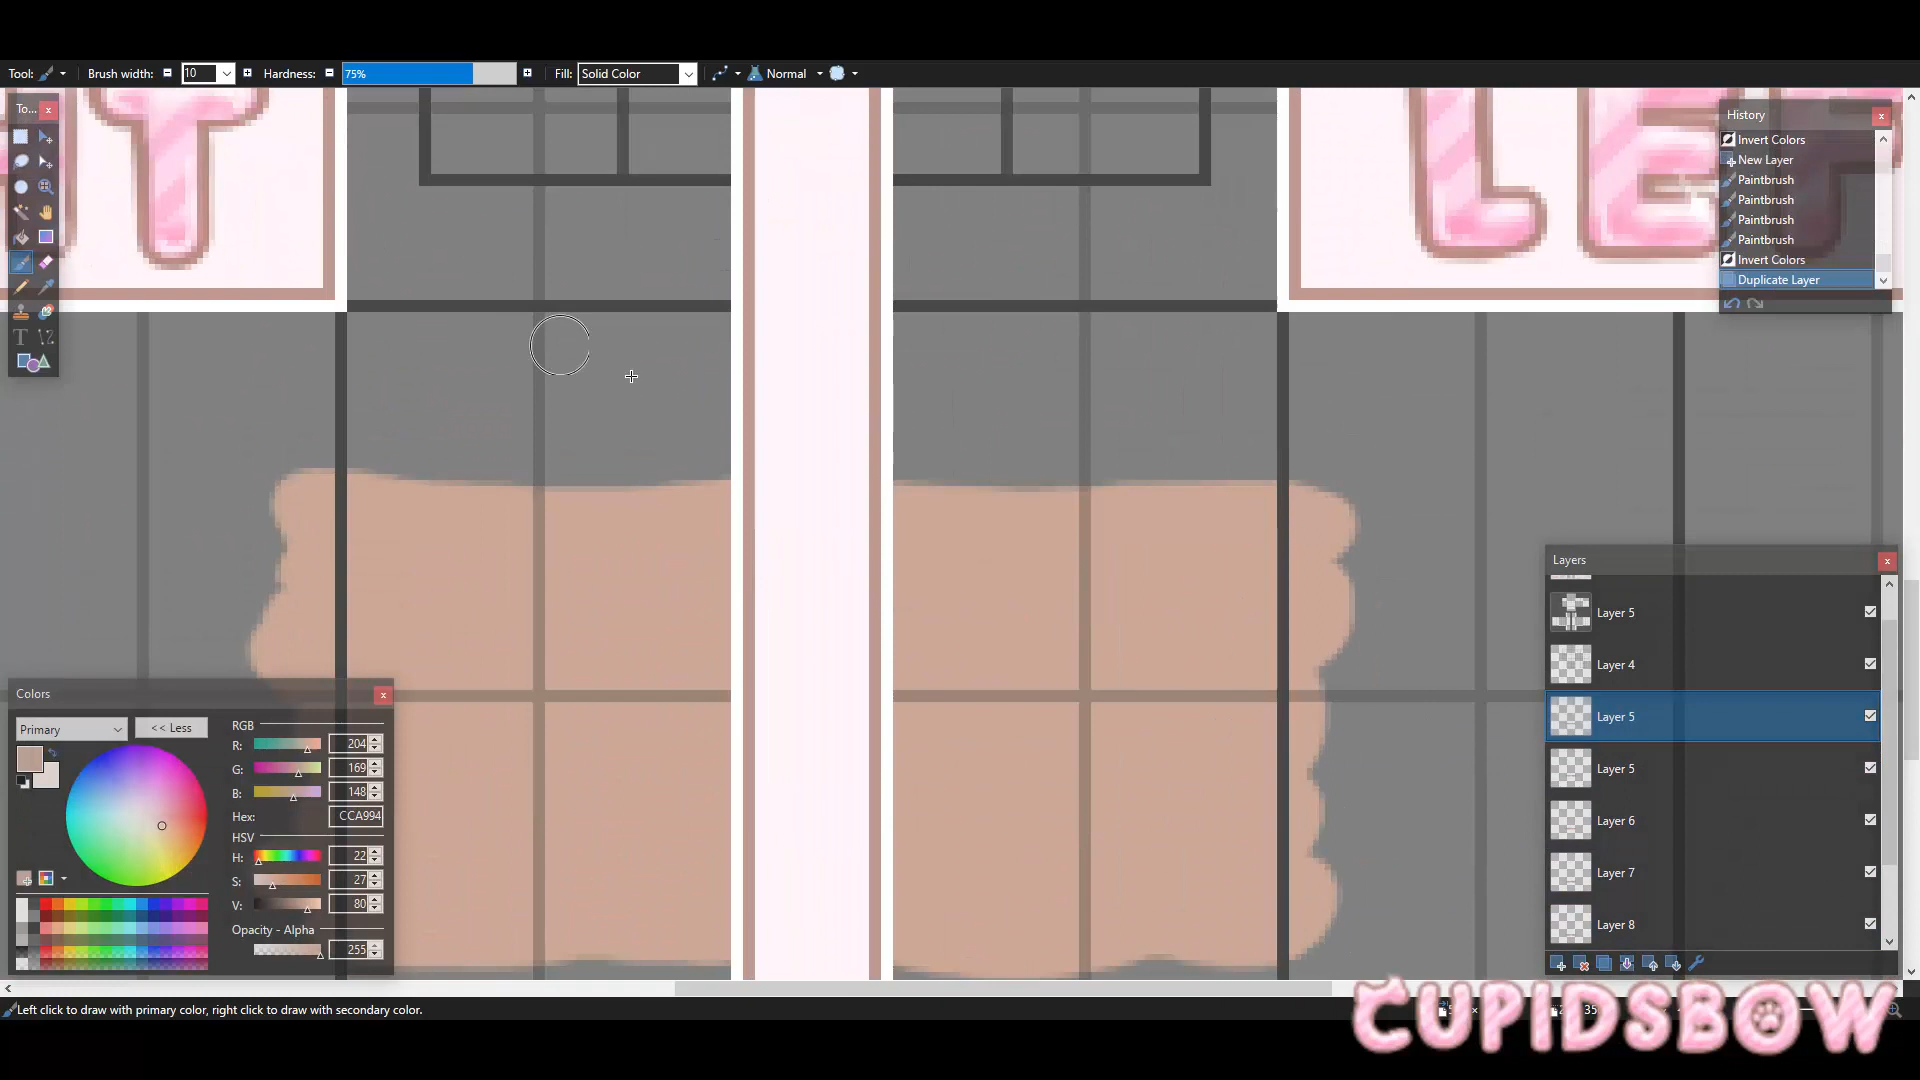 Tool: Brush width: 10 Hardness: 75% Fill: Solid Color Normal
To...
T
LEF
History
Invert Colors
New Layer
Paintbrush
Paintbrush
Paintbrush
Paintbrush
Invert Colors
Duplicate Layer
Layers
Layer 5
Layer 4
Layer 5
Layer 5
Layer 6
Layer 7
Layer 8
Colors
Primary
<< Less
RGB
R: 204
G: 169
B: 148
Hex: CCA994
HSV
H: 22
S: 27
V: 80
Opacity - Alpha
255
Left click to draw with primary color, right click to draw with secondary color.
CUPIDSBOW